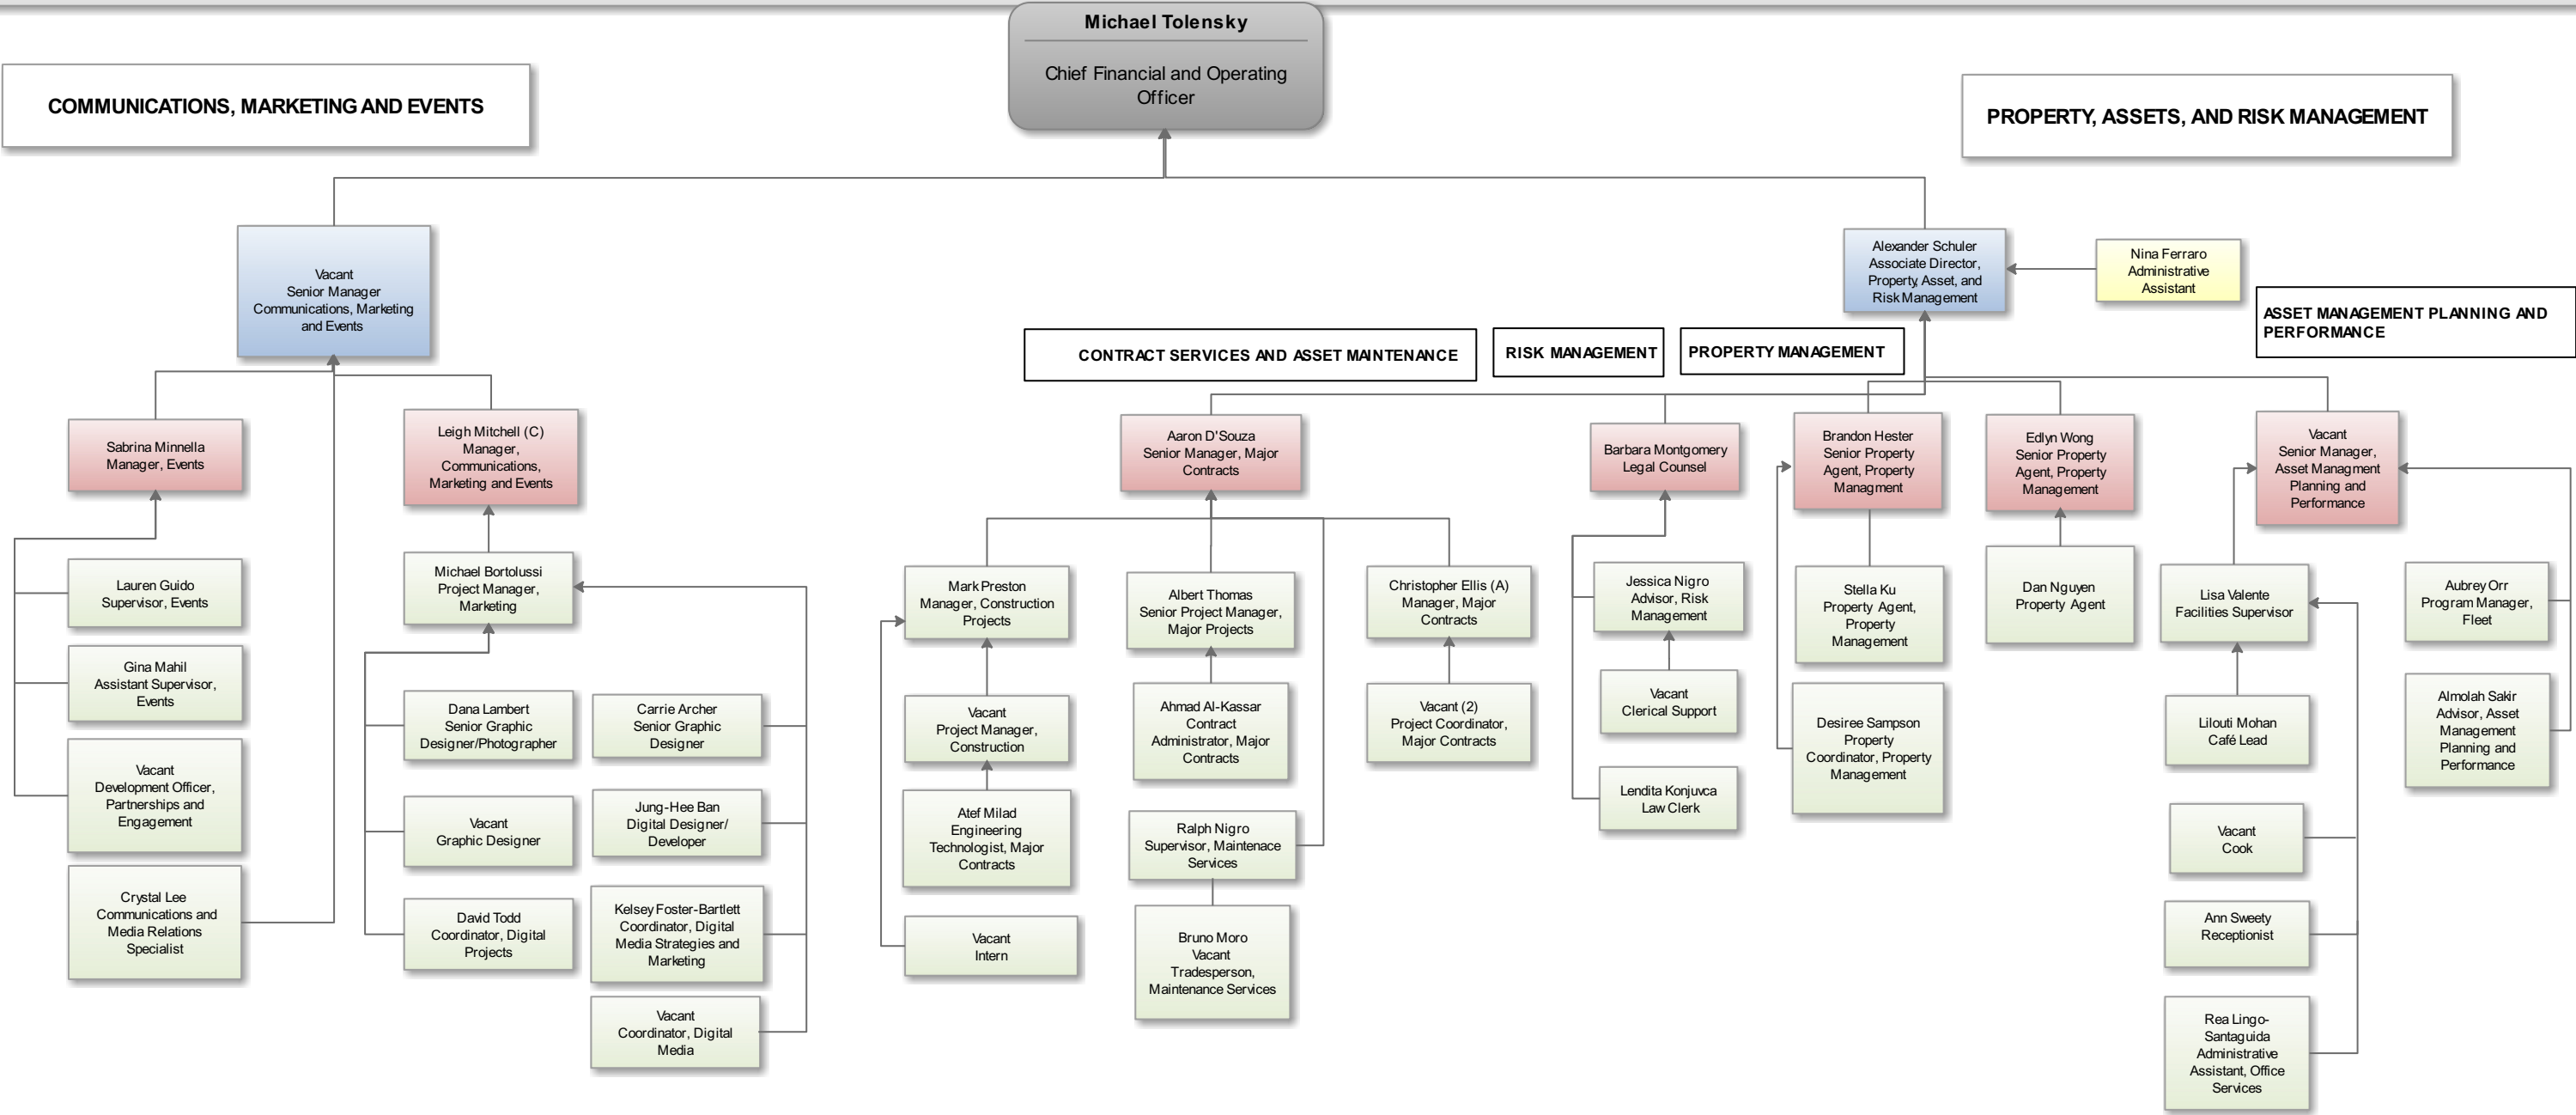 Michael Tolensky
Chief Financial and Operating
Officer
COMMUNICATIONS, MARKETING AND EVENTS
PROPERTY, ASSETS, AND RISK MANAGEMENT
Vacant
Senior Manager
Communications, Marketing
and Events
Alexander Schuler
Associate Director,
Property, Asset, and
Risk Management
Nina Ferraro
Administrative
Assistant
CONTRACT SERVICES AND ASSET MAINTENANCE
RISK MANAGEMENT
PROPERTY MANAGEMENT
ASSET MANAGEMENT PLANNING AND
PERFORMANCE
Sabrina Minnella
Manager, Events
Leigh Mitchell (C)
Manager,
Communications,
Marketing and Events
Aaron D'Souza
Senior Manager, Major
Contracts
Barbara Montgomery
Legal Counsel
Brandon Hester
Senior Property
Agent, Property
Managment
Edlyn Wong
Senior Property
Agent, Property
Management
Vacant
Senior Manager,
Asset Managment
Planning and
Performance
Lauren Guido
Supervisor, Events
Gina Mahil
Assistant Supervisor,
Events
Vacant
Development Officer,
Partnerships and
Engagement
Crystal Lee
Communications and
Media Relations
Specialist
Michael Bortolussi
Project Manager,
Marketing
Dana Lambert
Senior Graphic
Designer/Photographer
Vacant
Graphic Designer
David Todd
Coordinator, Digital
Projects
Carrie Archer
Senior Graphic
Designer
Jung-Hee Ban
Digital Designer/
Developer
Kelsey Foster-Bartlett
Coordinator, Digital
Media Strategies and
Marketing
Vacant
Coordinator, Digital
Media
Mark Preston
Manager, Construction
Projects
Vacant
Project Manager,
Construction
Atef Milad
Engineering
Technologist, Major
Contracts
Vacant
Intern
Albert Thomas
Senior Project Manager,
Major Projects
Ahmad Al-Kassar
Contract
Administrator, Major
Contracts
Ralph Nigro
Supervisor, Maintenace
Services
Bruno Moro
Vacant
Tradesperson,
Maintenance Services
Christopher Ellis (A)
Manager, Major
Contracts
Vacant (2)
Project Coordinator,
Major Contracts
Jessica Nigro
Advisor, Risk
Management
Vacant
Clerical Support
Lendita Konjuvca
Law Clerk
Stella Ku
Property Agent,
Property
Management
Desiree Sampson
Property
Coordinator, Property
Management
Dan Nguyen
Property Agent
Lisa Valente
Facilities Supervisor
Lilouti Mohan
Café Lead
Vacant
Cook
Ann Sweety
Receptionist
Rea Lingo-
Santaguida
Administrative
Assistant, Office
Services
Aubrey Orr
Program Manager,
Fleet
Almolah Sakir
Advisor, Asset
Management
Planning and
Performance